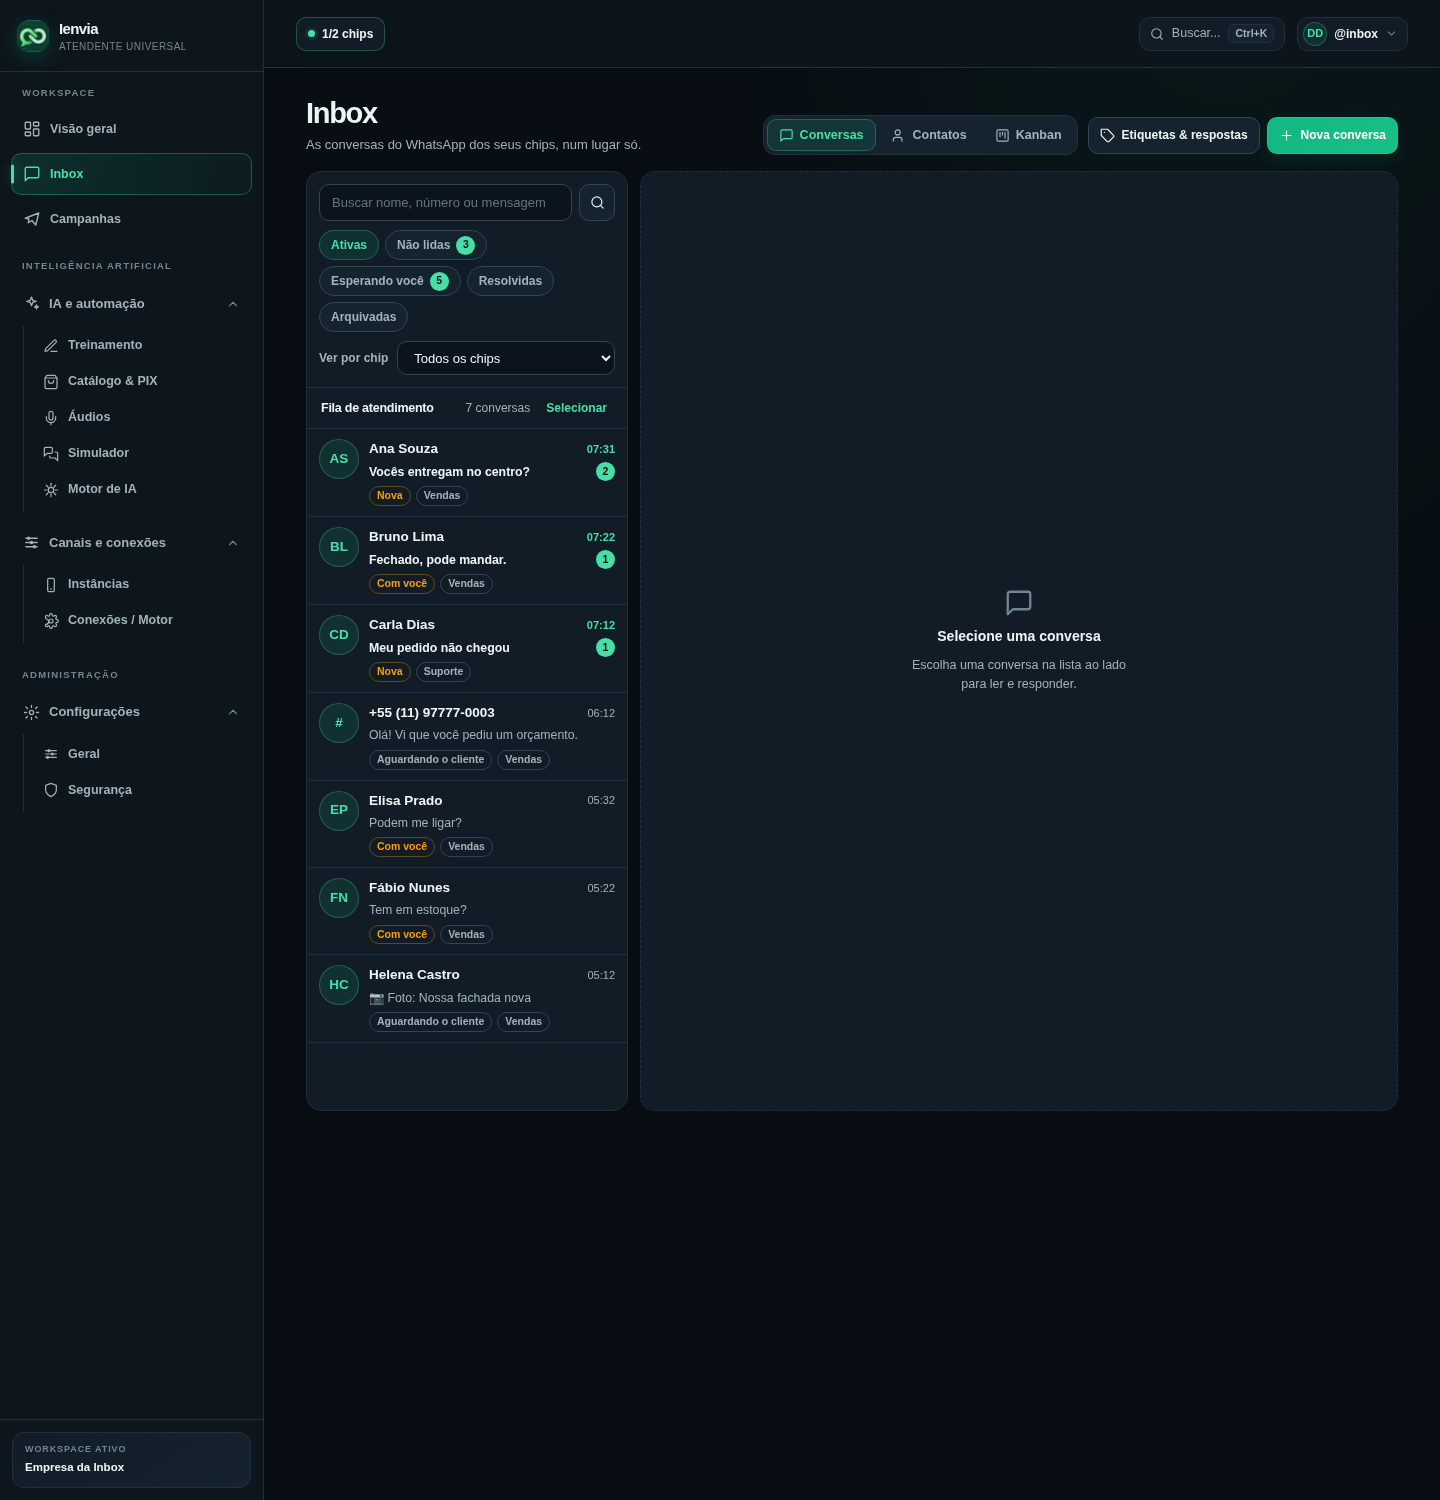 Ienvia
ATENDENTE UNIVERSAL
WORKSPACE
Visão geral
Inbox
Campanhas
INTELIGÊNCIA ARTIFICIAL
IA e automação
Treinamento
Catálogo & PIX
Áudios
Simulador
Motor de IA
Canais e conexões
Instâncias
Conexões / Motor
ADMINISTRAÇÃO
Configurações
Geral
Segurança
WORKSPACE ATIVO
Empresa da Inbox
1/2 chips
Buscar... Ctrl+K
DD @inbox
Inbox
As conversas do WhatsApp dos seus chips, num lugar só.
Conversas Contatos Kanban Etiquetas & respostas Nova conversa
Buscar nome, número ou mensagem
Ativas Não lidas 3
Esperando você 5 Resolvidas
Arquivadas
Ver por chip Todos os chips
Fila de atendimento 7 conversas Selecionar
AS Ana Souza 07:31
Vocês entregam no centro? 2
Nova Vendas
BL Bruno Lima 07:22
Fechado, pode mandar. 1
Com você Vendas
CD Carla Dias 07:12
Meu pedido não chegou 1
Nova Suporte
# +55 (11) 97777-0003 06:12
Olá! Vi que você pediu um orçamento.
Aguardando o cliente Vendas
EP Elisa Prado 05:32
Podem me ligar?
Com você Vendas
FN Fábio Nunes 05:22
Tem em estoque?
Com você Vendas
HC Helena Castro 05:12
📷 Foto: Nossa fachada nova
Aguardando o cliente Vendas
Selecione uma conversa
Escolha uma conversa na lista ao lado
para ler e responder.